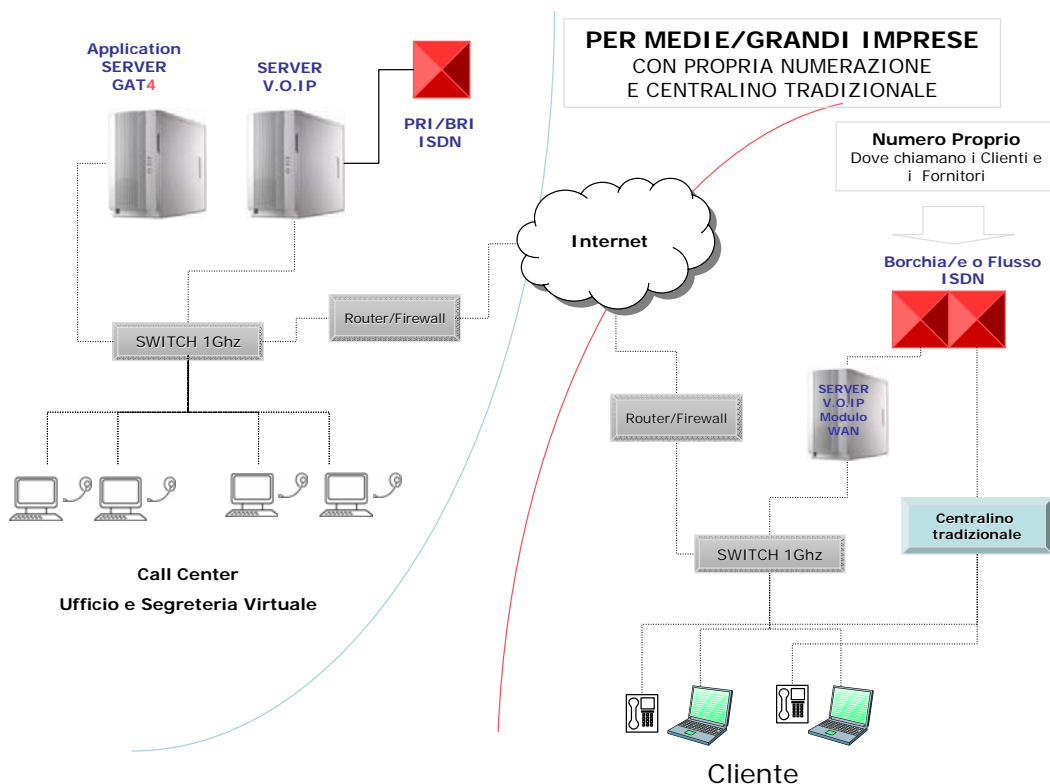 Application
SERVER
GAT4
SERVER
V.O.IP
PRI/BRI
ISDN
PER MEDIE/GRANDI IMPRESE
CON PROPRIA NUMERAZIONE
E CENTRALINO TRADIZIONALE
Numero Proprio
Dove chiamano i Clienti e
i Fornitori
Internet
Borchia/e o Flusso
ISDN
Router/Firewall
SWITCH 1Ghz
SERVER
V.O.IP
Modulo
WAN
Router/Firewall
Centralino
tradizionale
SWITCH 1Ghz
Call Center
Ufficio e Segreteria Virtuale
Cliente